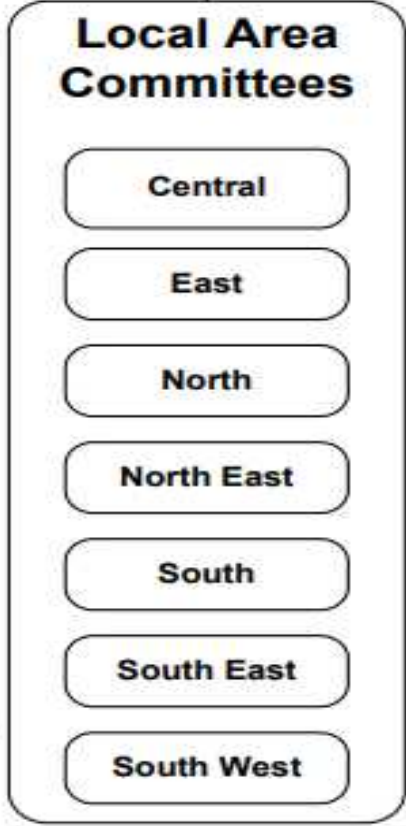 Local Area
Committees
Central
East
North
North East
South
South East
South West